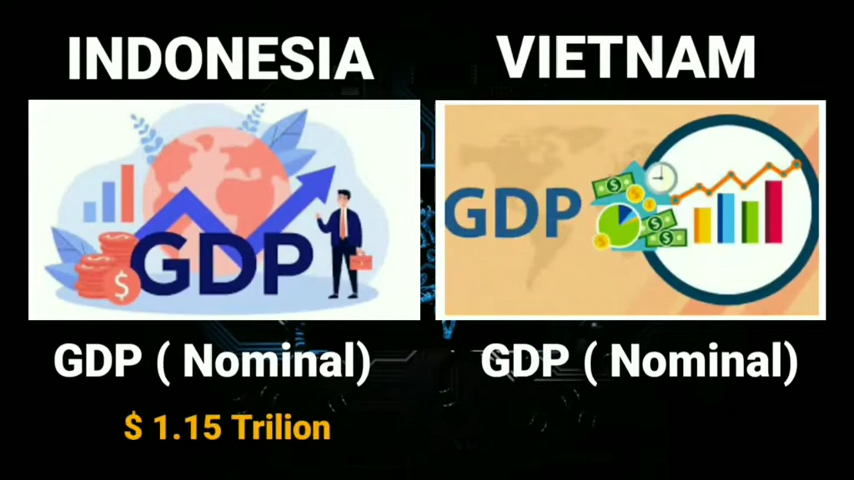 INDONESIA
VIETNAM
GDP
$
GDP
GDP ( Nominal)
GDP ( Nominal)
$ 1.15 Trilion